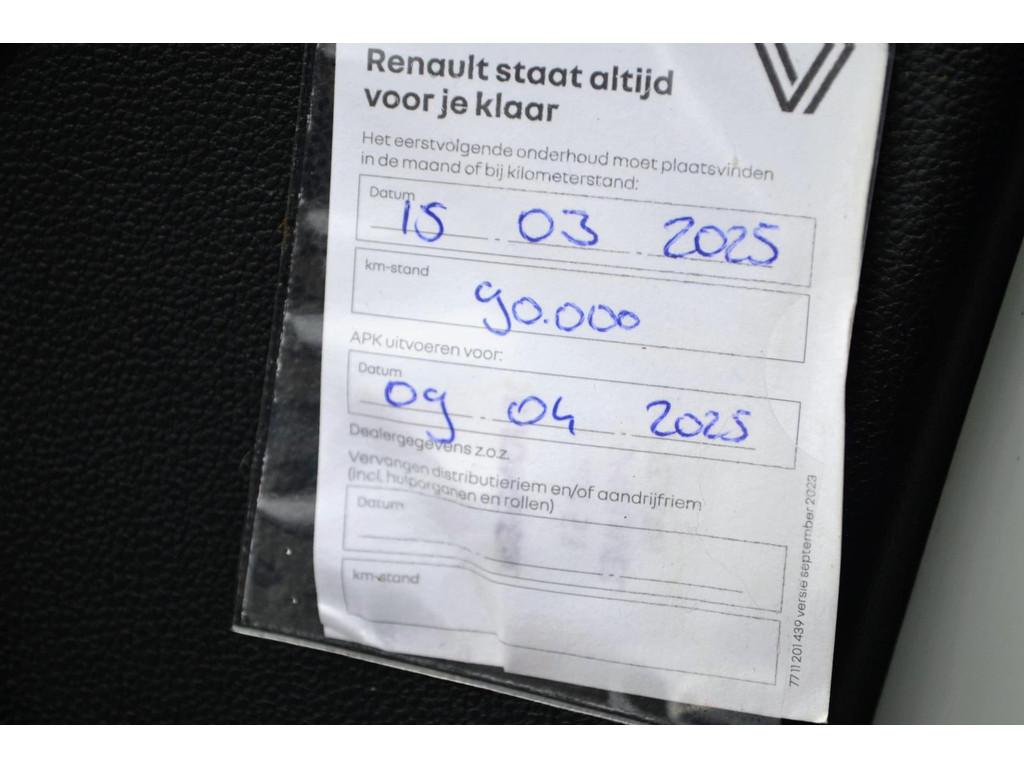 Renault staat altijd
voor je klaar
Het eerstvolgende onderhoud moet plaatsvinden
in de maand of bij kilometerstand:
Datum
15 03 2025
km-stand
90.000
APK uitvoeren voor:
Datum
09 04 2025
Dealergegevens z.o.z.
Vervangen distributieriem en/of aandrijfriem
(incl. hulporganen en rollen)
Datum
km-stand
77 11 201 439 versie september 2023